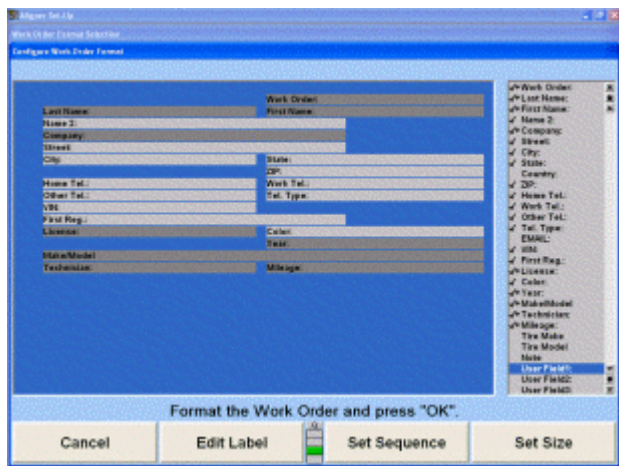 Aligner Set-Up
Work Order Format Selection
Configure Work Order Format
Work Order:
Last Name: First Name:
Name 2:
Company:
Street:
City: State:
ZIP:
Home Tel.: Work Tel.:
Other Tel.: Tel. Type:
VIN:
First Reg.:
License: Color:
Year:
Make/Model
Technician: Mileage:
Work Order:
Last Name:
First Name:
Name 2:
Company:
Street:
City:
State:
Country:
ZIP:
Home Tel.:
Work Tel.:
Other Tel.:
Tel. Type:
EMAIL:
VIN:
First Reg.:
License:
Color:
Year:
Make/Model
Technician:
Mileage:
Tire Make
Tire Model
Note
User Field1:
User Field2:
User Field3:
Format the Work Order and press "OK".
Cancel Edit Label Set Sequence Set Size